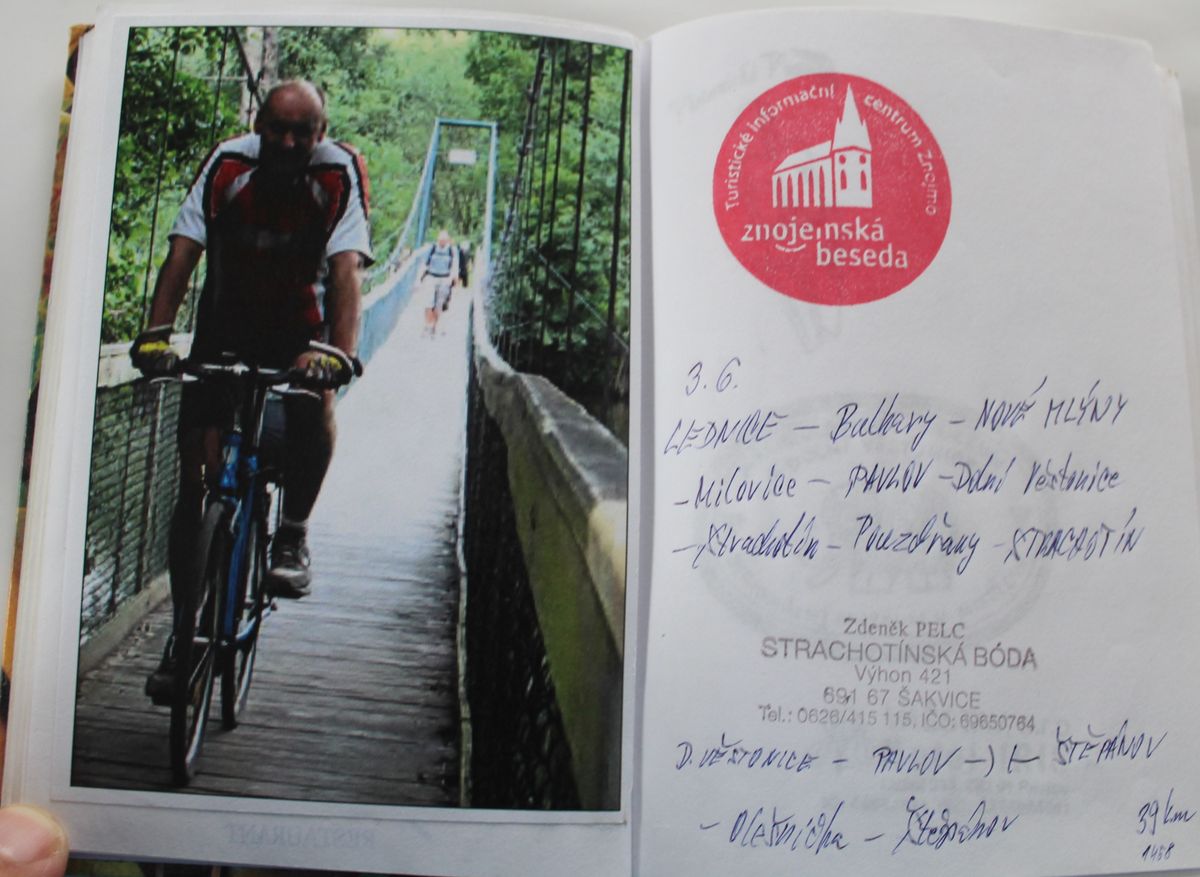 Turistické informační centrum Znojmo
znojemská
beseda
3. 6.
LEDNICE – Bulhary – NOVÉ MLÝNY
– Milovice – PAVLOV – Dolní Věstonice
– Strachotín – Pouzdřany – STRACHOTÍN
Zdeněk PELC
STRACHOTÍNSKÁ BÓDA
Výhon 421
691 67 ŠAKVICE
Tel.: 0626/415 115, IČO: 69650764
D. VĚSTONICE – PAVLOV –) (– ŠTĚPÁNOV
– Olešnička – Štěpánov
39 km
1458